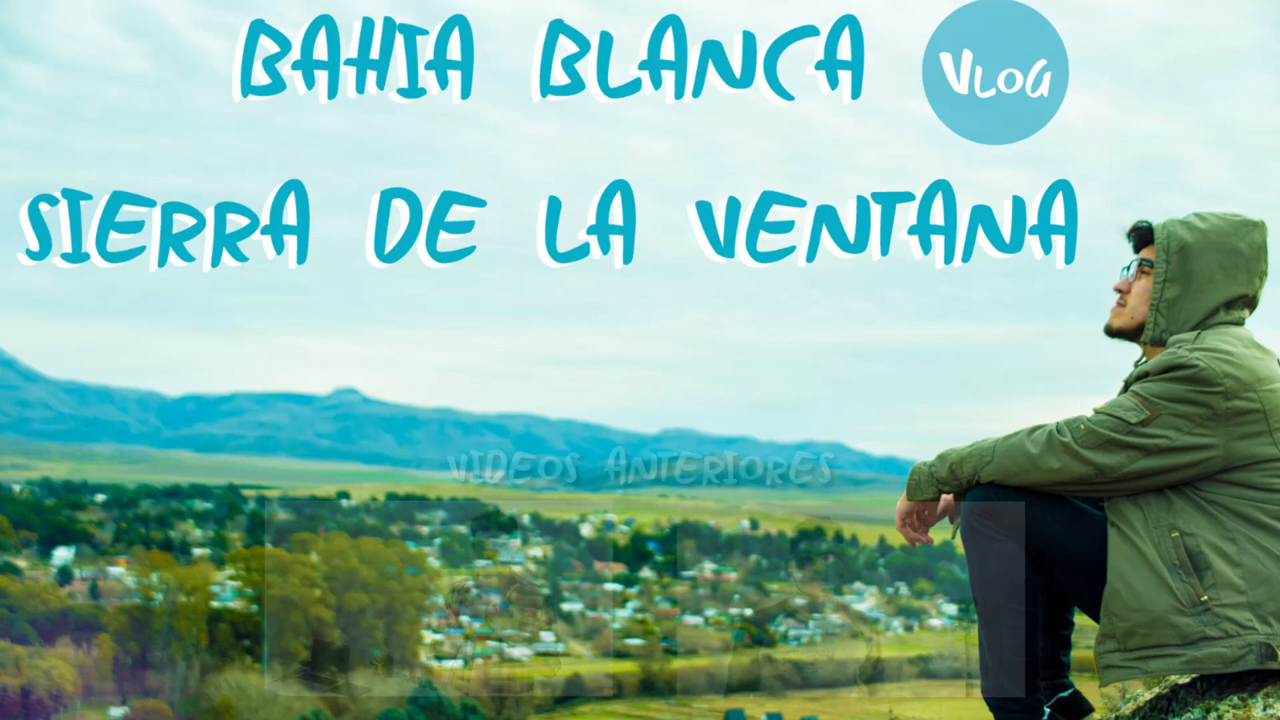 BAHIA BLANCA
VLOG
SIERRA DE LA VENTANA
VIDEOS ANTERIORES